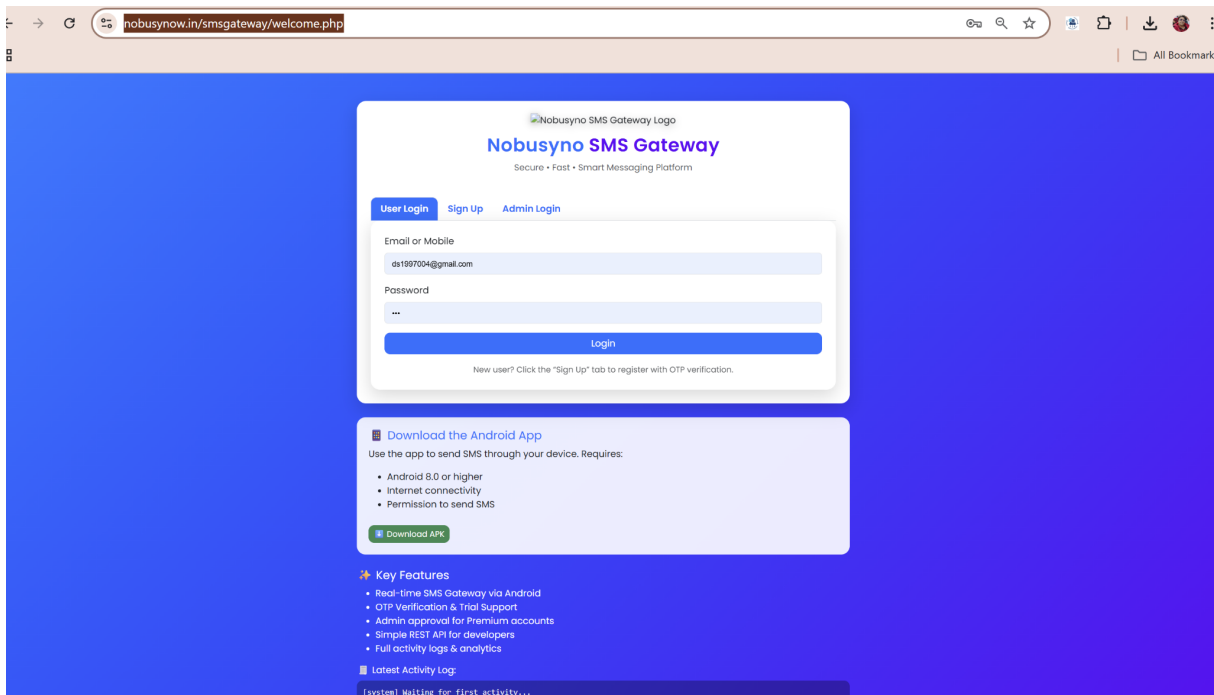 nobusynow.in/smsgateway/welcome.php
All Bookmark
Nobusyno SMS Gateway Logo
Nobusyno SMS Gateway
Secure • Fast • Smart Messaging Platform
User Login Sign Up Admin Login
Email or Mobile
ds1997004@gmail.com
Password
•••
Login
New user? Click the "Sign Up" tab to register with OTP verification.
Download the Android App
Use the app to send SMS through your device. Requires:
• Android 8.0 or higher
• Internet connectivity
• Permission to send SMS
Download APK
Key Features
• Real-time SMS Gateway via Android
• OTP Verification & Trial Support
• Admin approval for Premium accounts
• Simple REST API for developers
• Full activity logs & analytics
Latest Activity Log:
[system] Waiting for first activity...